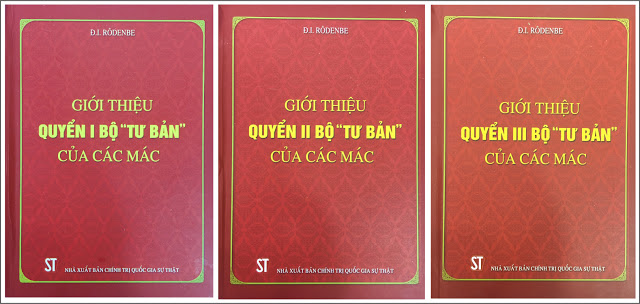 Đ.I. RÔDENBE
GIỚI THIỆU
QUYỂN I BỘ “TƯ BẢN”
CỦA CÁC MÁC
ST
NHÀ XUẤT BẢN CHÍNH TRỊ QUỐC GIA SỰ THẬT
Đ.I. RÔDENBE
GIỚI THIỆU
QUYỂN II BỘ “TƯ BẢN”
CỦA CÁC MÁC
ST
NHÀ XUẤT BẢN CHÍNH TRỊ QUỐC GIA SỰ THẬT
Đ.I. RÔDENBE
GIỚI THIỆU
QUYỂN III BỘ “TƯ BẢN”
CỦA CÁC MÁC
ST
NHÀ XUẤT BẢN CHÍNH TRỊ QUỐC GIA SỰ THẬT